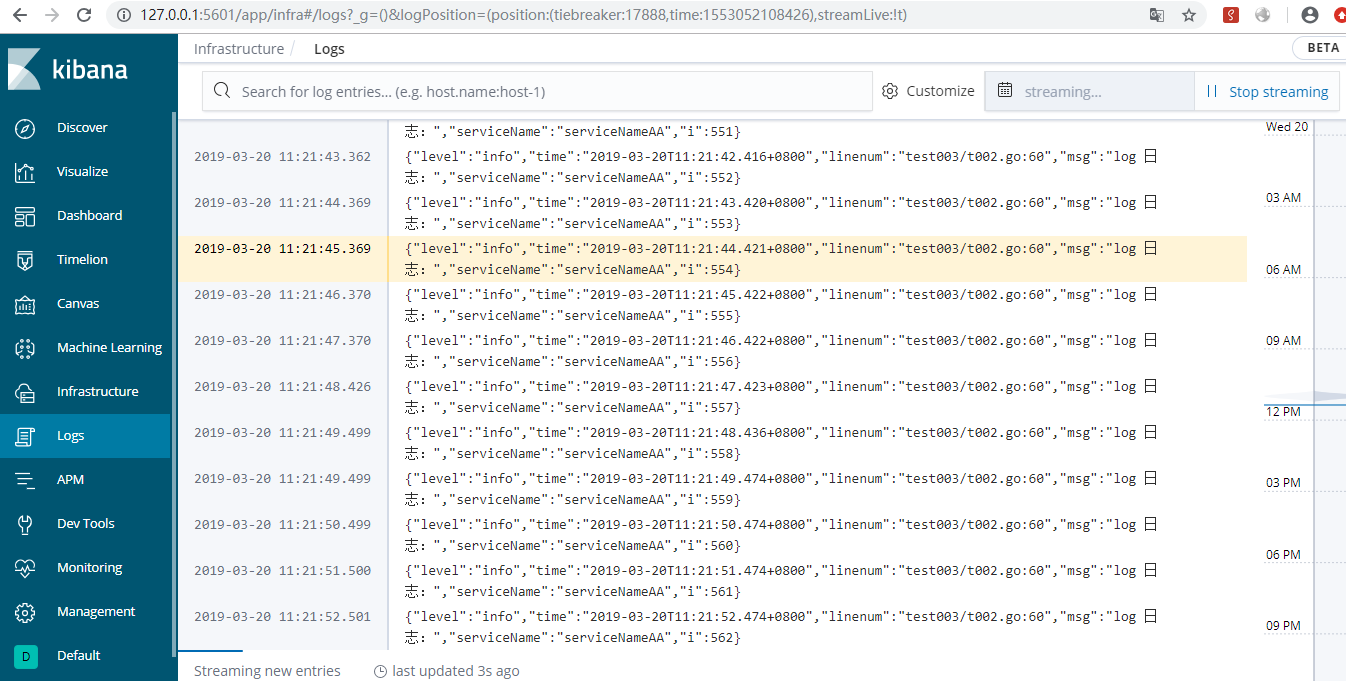 127.0.0.1:5601/app/infra#/logs?_g=()&logPosition=(position:(tiebreaker:17888,time:1553052108426),streamLive:!t)
kibana
Discover
Visualize
Dashboard
Timelion
Canvas
Machine Learning
Infrastructure
Logs
APM
Dev Tools
Monitoring
Management
D Default
Infrastructure / Logs
BETA
Search for log entries... (e.g. host.name:host-1)
Customize
streaming...
Stop streaming
志: ","serviceName":"serviceNameAA","i":551}
2019-03-20 11:21:43.362 {"level":"info","time":"2019-03-20T11:21:42.416+0800","linenum":"test003/t002.go:60","msg":"log 日
志: ","serviceName":"serviceNameAA","i":552}
2019-03-20 11:21:44.369 {"level":"info","time":"2019-03-20T11:21:43.420+0800","linenum":"test003/t002.go:60","msg":"log 日
志: ","serviceName":"serviceNameAA","i":553}
2019-03-20 11:21:45.369 {"level":"info","time":"2019-03-20T11:21:44.421+0800","linenum":"test003/t002.go:60","msg":"log 日
志: ","serviceName":"serviceNameAA","i":554}
2019-03-20 11:21:46.370 {"level":"info","time":"2019-03-20T11:21:45.422+0800","linenum":"test003/t002.go:60","msg":"log 日
志: ","serviceName":"serviceNameAA","i":555}
2019-03-20 11:21:47.370 {"level":"info","time":"2019-03-20T11:21:46.422+0800","linenum":"test003/t002.go:60","msg":"log 日
志: ","serviceName":"serviceNameAA","i":556}
2019-03-20 11:21:48.426 {"level":"info","time":"2019-03-20T11:21:47.423+0800","linenum":"test003/t002.go:60","msg":"log 日
志: ","serviceName":"serviceNameAA","i":557}
2019-03-20 11:21:49.499 {"level":"info","time":"2019-03-20T11:21:48.436+0800","linenum":"test003/t002.go:60","msg":"log 日
志: ","serviceName":"serviceNameAA","i":558}
2019-03-20 11:21:49.499 {"level":"info","time":"2019-03-20T11:21:49.474+0800","linenum":"test003/t002.go:60","msg":"log 日
志: ","serviceName":"serviceNameAA","i":559}
2019-03-20 11:21:50.499 {"level":"info","time":"2019-03-20T11:21:50.474+0800","linenum":"test003/t002.go:60","msg":"log 日
志: ","serviceName":"serviceNameAA","i":560}
2019-03-20 11:21:51.500 {"level":"info","time":"2019-03-20T11:21:51.474+0800","linenum":"test003/t002.go:60","msg":"log 日
志: ","serviceName":"serviceNameAA","i":561}
2019-03-20 11:21:52.501 {"level":"info","time":"2019-03-20T11:21:52.474+0800","linenum":"test003/t002.go:60","msg":"log 日
志: ","serviceName":"serviceNameAA","i":562}
Wed 20
03 AM
06 AM
09 AM
12 PM
03 PM
06 PM
09 PM
Streaming new entries
last updated 3s ago